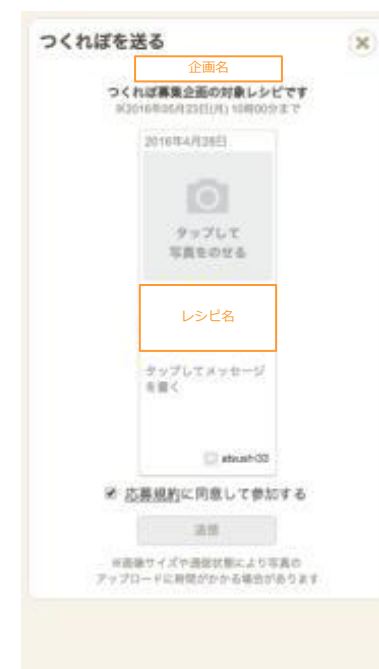 つくれぽを送る
企画名
つくれぽ募集企画の対象レシピです
※2016年05月23日(月) 10時00分まで
2016年4月28日
タップして
写真をのせる
レシピ名
タップしてメッセージ
を書く
応募規約に同意して参加する
送信
※画像サイズや通信状態により写真の
アップロードに時間がかかる場合があります